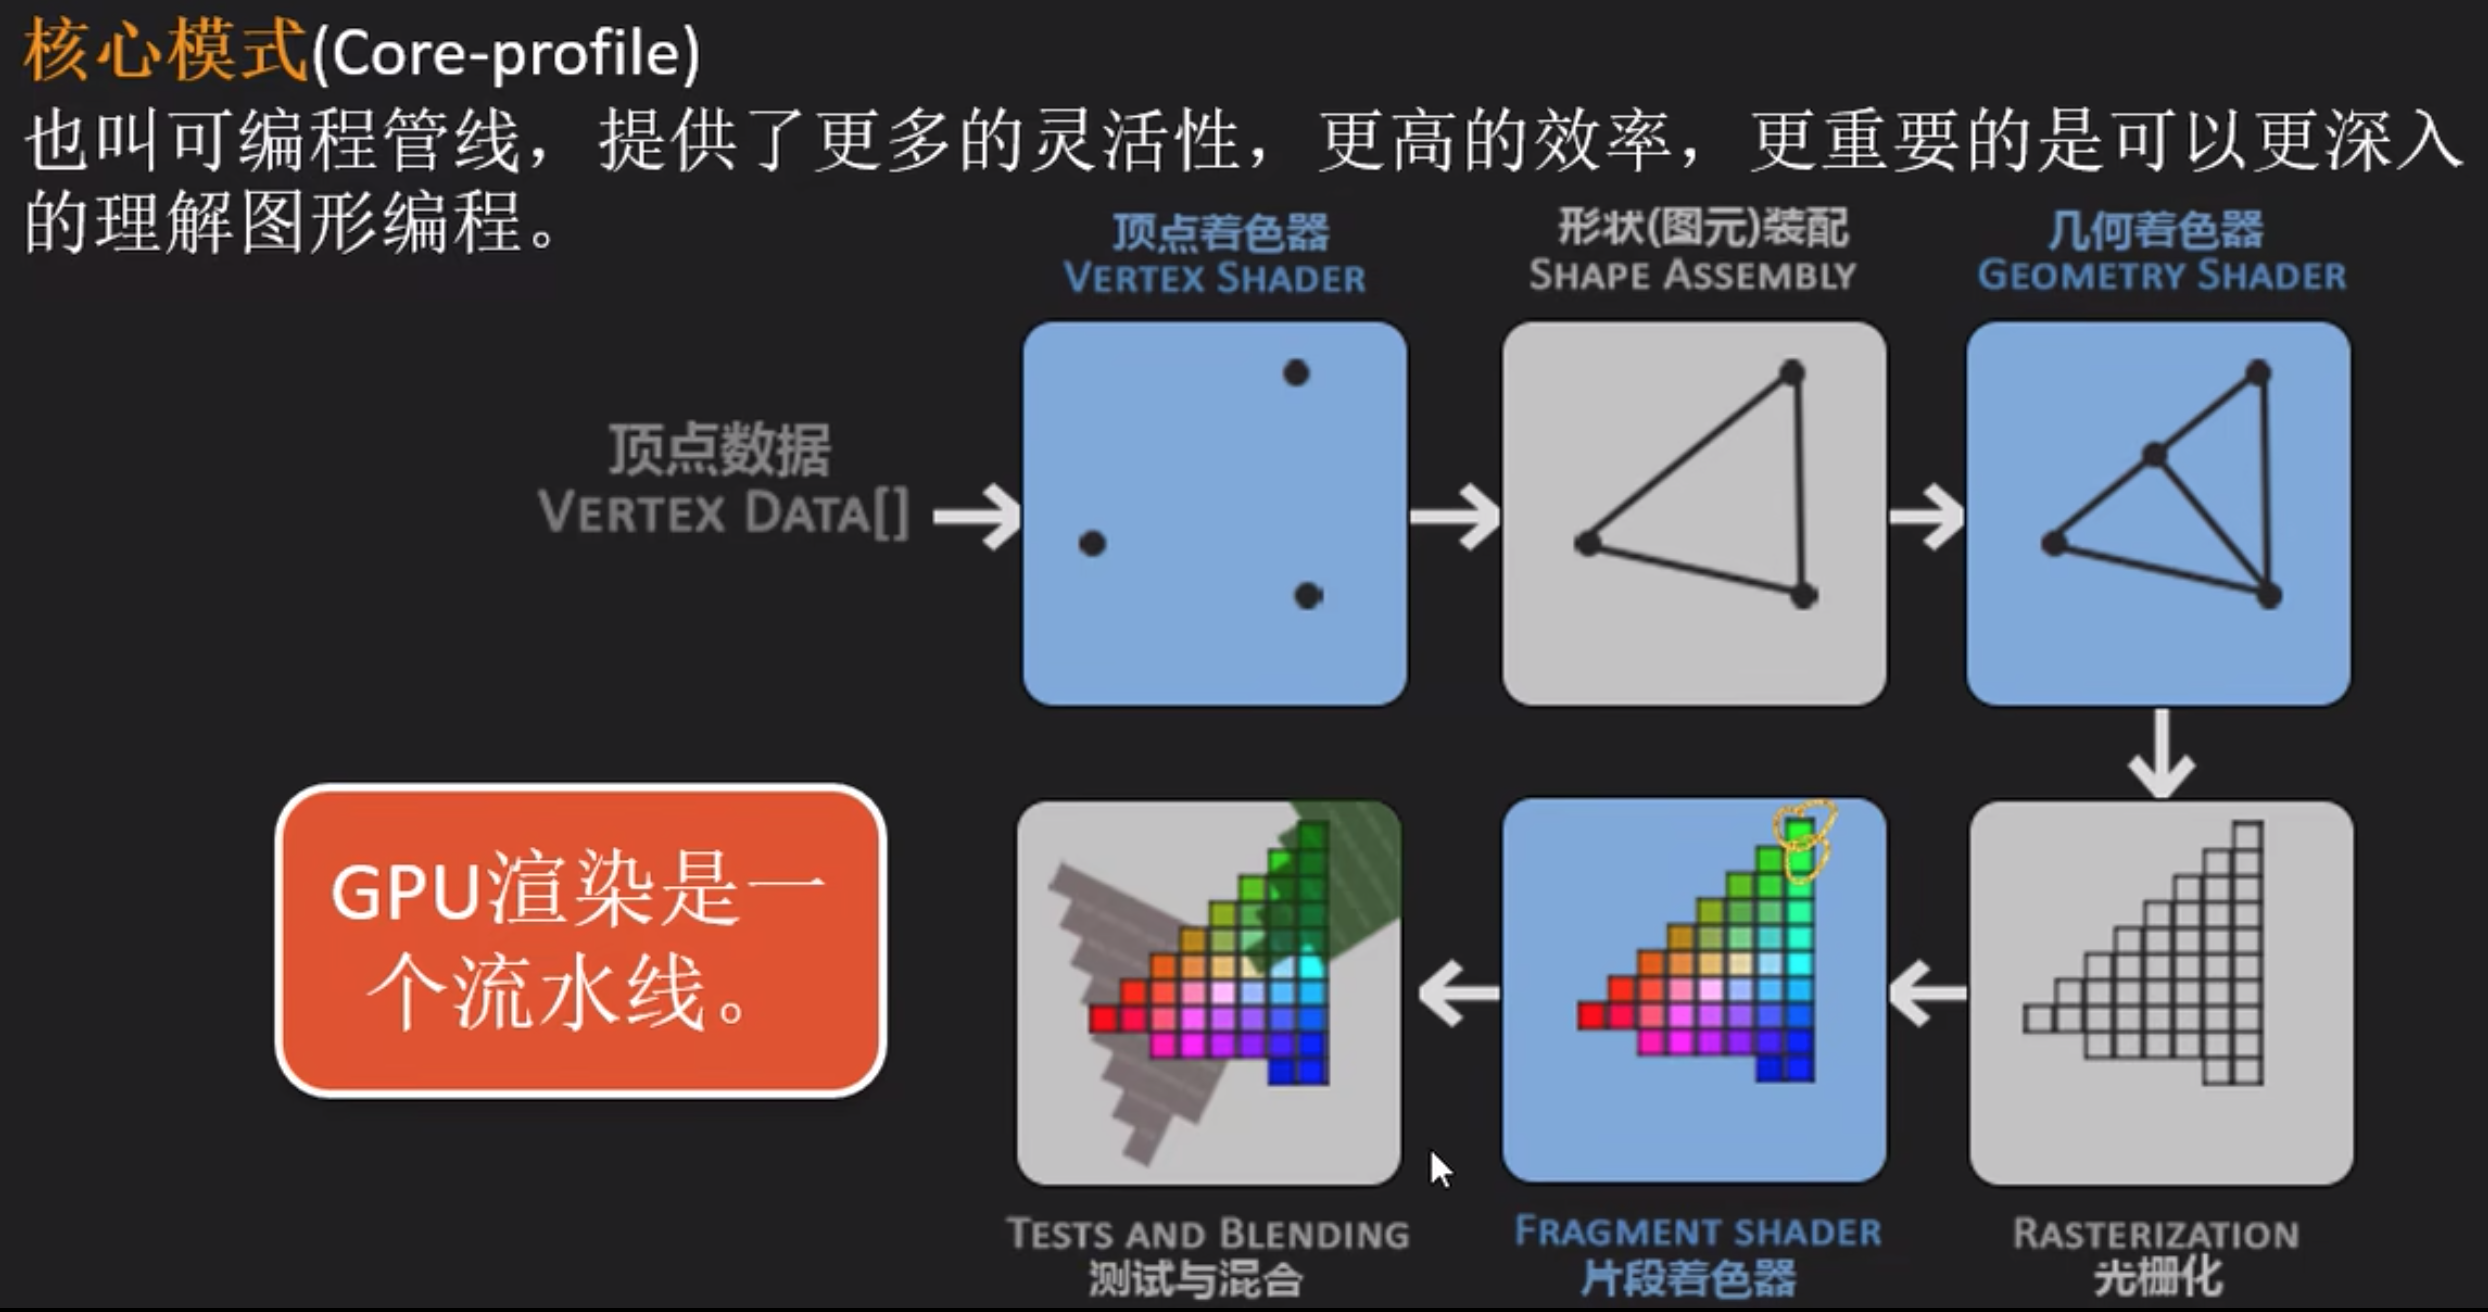 核心模式(Core-profile)
也叫可编程管线，提供了更多的灵活性，更高的效率，更重要的是可以更深入
的理解图形编程。
顶点着色器
VERTEX SHADER
形状(图元)装配
SHAPE ASSEMBLY
几何着色器
GEOMETRY SHADER
顶点数据
VERTEX DATA[]
GPU渲染是一
个流水线。
TESTS AND BLENDING
测试与混合
FRAGMENT SHADER
片段着色器
RASTERIZATION
光栅化